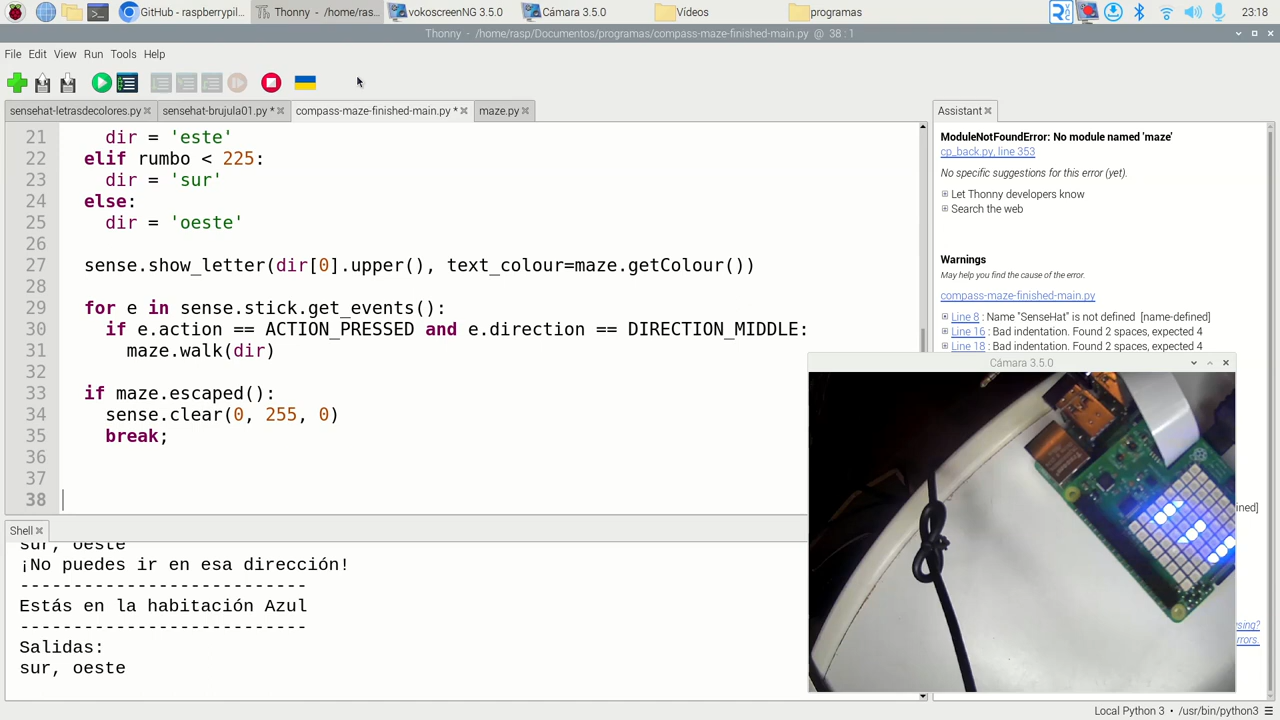 GitHub - raspberrypil...
Thonny - /home/ras...
vokoscreenNG 3.5.0
Cámara 3.5.0
Vídeos
programas
23:18
Thonny - /home/rasp/Documentos/programas/compass-maze-finished-main.py @ 38 : 1
File Edit View Run Tools Help
sensehat-letrasdecolores.py
sensehat-brujula01.py *
compass-maze-finished-main.py *
maze.py
21 dir = 'este'
22 elif rumbo < 225:
23 dir = 'sur'
24 else:
25 dir = 'oeste'
26
27 sense.show_letter(dir[0].upper(), text_colour=maze.getColour())
28
29 for e in sense.stick.get_events():
30 if e.action == ACTION_PRESSED and e.direction == DIRECTION_MIDDLE:
31 maze.walk(dir)
32
33 if maze.escaped():
34 sense.clear(0, 255, 0)
35 break;
36
37
38
Shell
sur, oeste
¡No puedes ir en esa dirección!
---------------------------
Estás en la habitación Azul
---------------------------
Salidas:
sur, oeste
Assistant
ModuleNotFoundError: No module named 'maze'
cp_back.py, line 353
No specific suggestions for this error (yet).
Let Thonny developers know
Search the web
Warnings
May help you find the cause of the error.
compass-maze-finished-main.py
Line 8 : Name "SenseHat" is not defined [name-defined]
Line 16 : Bad indentation. Found 2 spaces, expected 4
Line 18 : Bad indentation. Found 2 spaces, expected 4
Cámara 3.5.0
ined]
using?
errors.
Local Python 3 • /usr/bin/python3